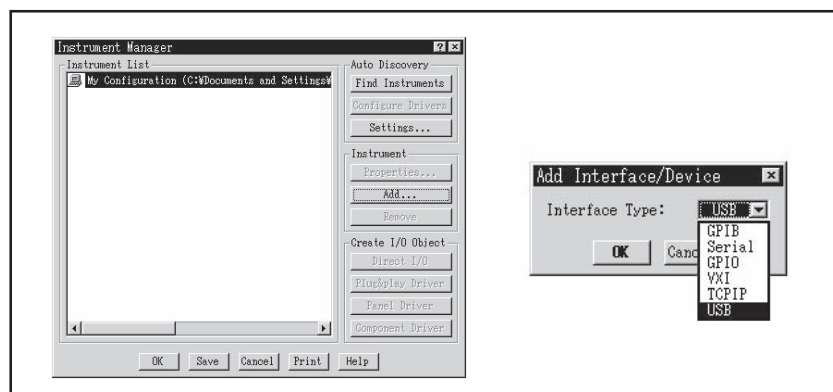 Instrument Manager
Instrument List
My Configuration (C:¥Documents and Settings¥
Auto Discovery
Find Instruments
Configure Drivers
Settings...
Instrument
Properties...
Add...
Remove
Create I/O Object
Direct I/O
Plug&play Driver
Panel Driver
Component Driver
OK Save Cancel Print Help
Add Interface/Device
Interface Type: USB
GPIB
Serial
GPIO
VXI
TCPIP
USB
OK Canc